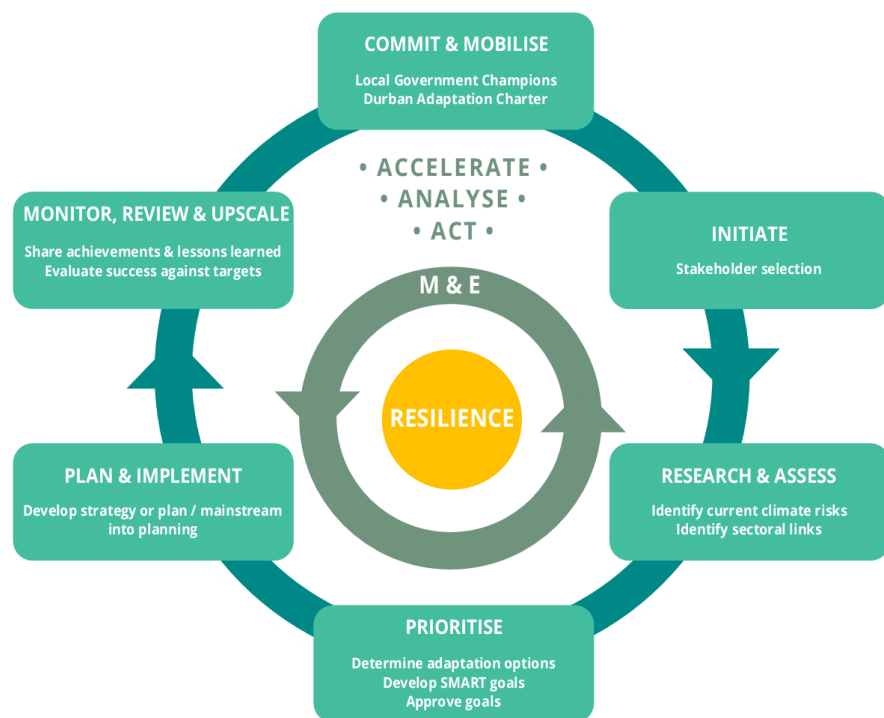 COMMIT & MOBILISE
Local Government Champions
Durban Adaptation Charter
• ACCELERATE •
• ANALYSE •
• ACT •
MONITOR, REVIEW & UPSCALE
Share achievements & lessons learned
Evaluate success against targets
INITIATE
Stakeholder selection
M & E
RESILIENCE
PLAN & IMPLEMENT
Develop strategy or plan / mainstream
into planning
RESEARCH & ASSESS
Identify current climate risks
Identify sectoral links
PRIORITISE
Determine adaptation options
Develop SMART goals
Approve goals